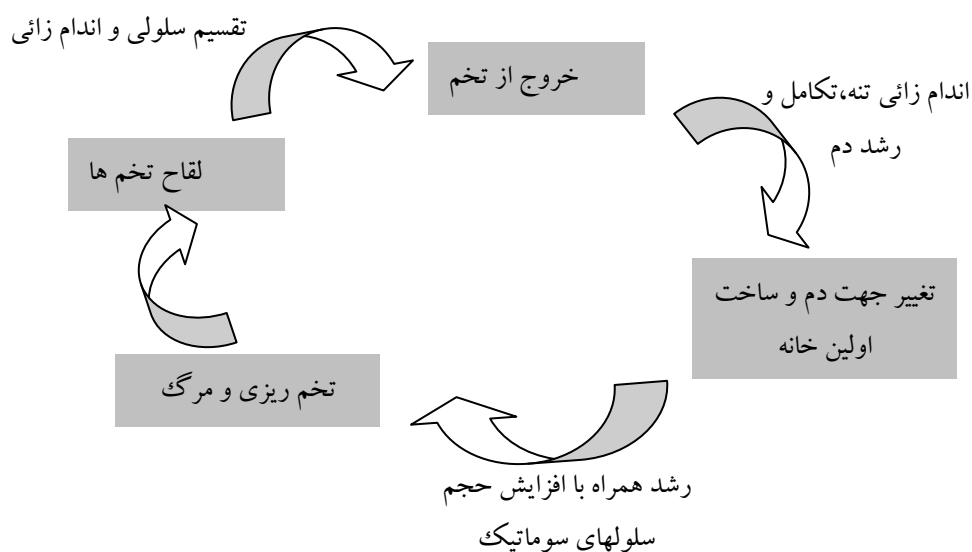 تقسیم سلولی و اندام زائی
خروج از تخم
اندام زائی تنه،تکامل و
رشد دم
تغییر جهت دم و ساخت
اولین خانه
رشد همراه با افزایش حجم
سلولهای سوماتیک
تخم ریزی و مرگ
لقاح تخم ها